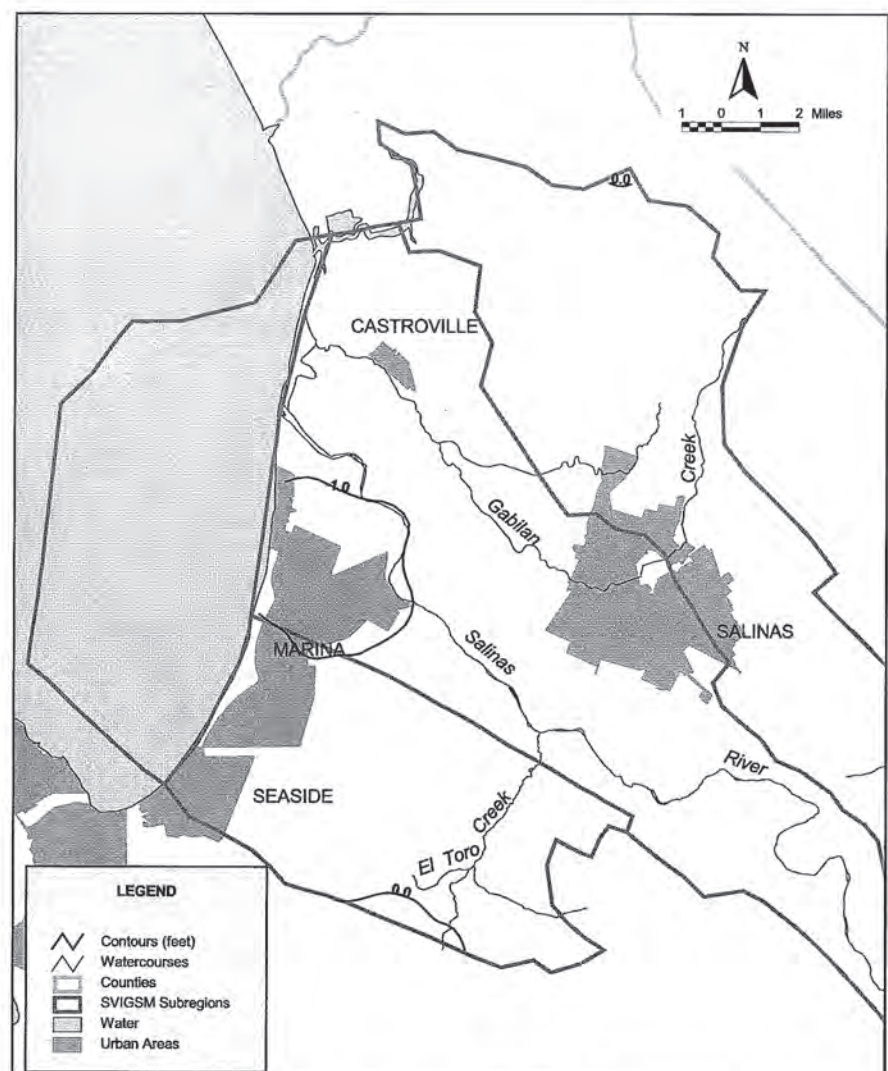 N
1 0 1 2 Miles
0.0
CASTROVILLE
Creek
1.0
Gabilan
MARINA
Salinas
SALINAS
River
SEASIDE
El Toro Creek
0.0
LEGEND
Contours (feet)
Watercourses
Counties
SVIGSM Subregions
Water
Urban Areas